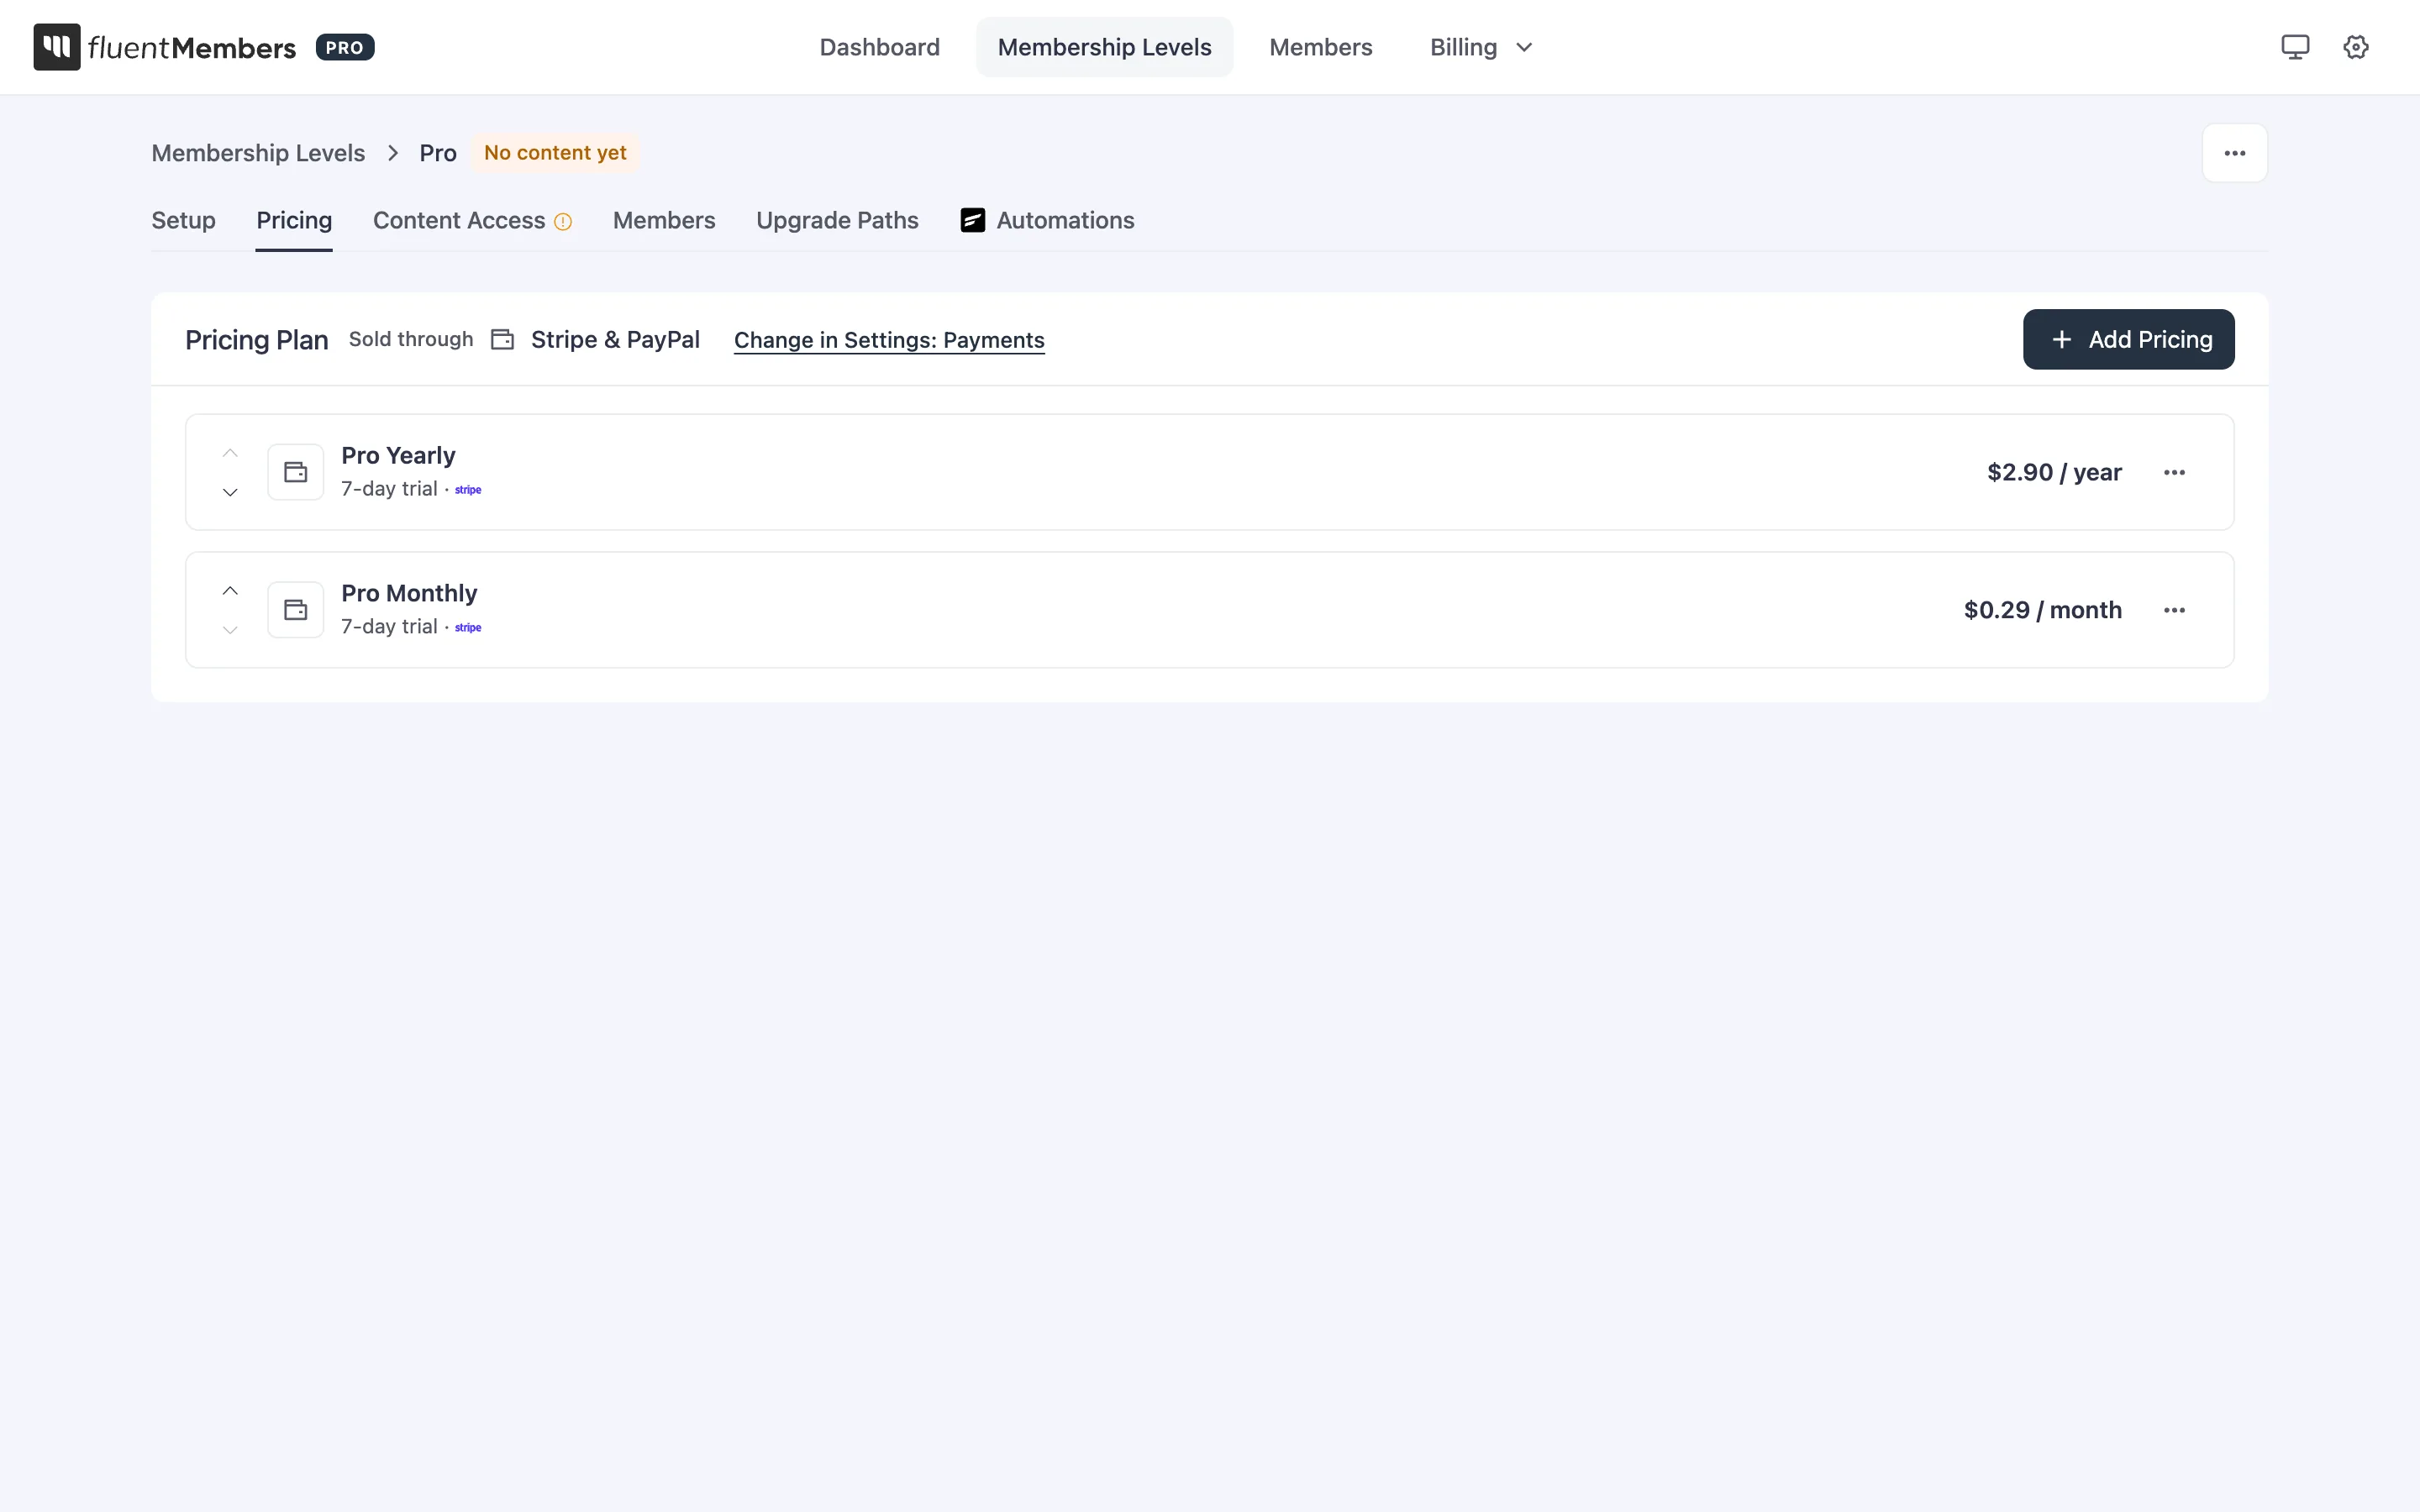 fluentMembers PRO Dashboard Membership Levels Members Billing
Membership Levels > Pro No content yet
Setup Pricing Content Access Members Upgrade Paths Automations
Pricing Plan Sold through Stripe & PayPal Change in Settings: Payments + Add Pricing
Pro Yearly
7-day trial · stripe
$2.90 / year
Pro Monthly
7-day trial · stripe
$0.29 / month